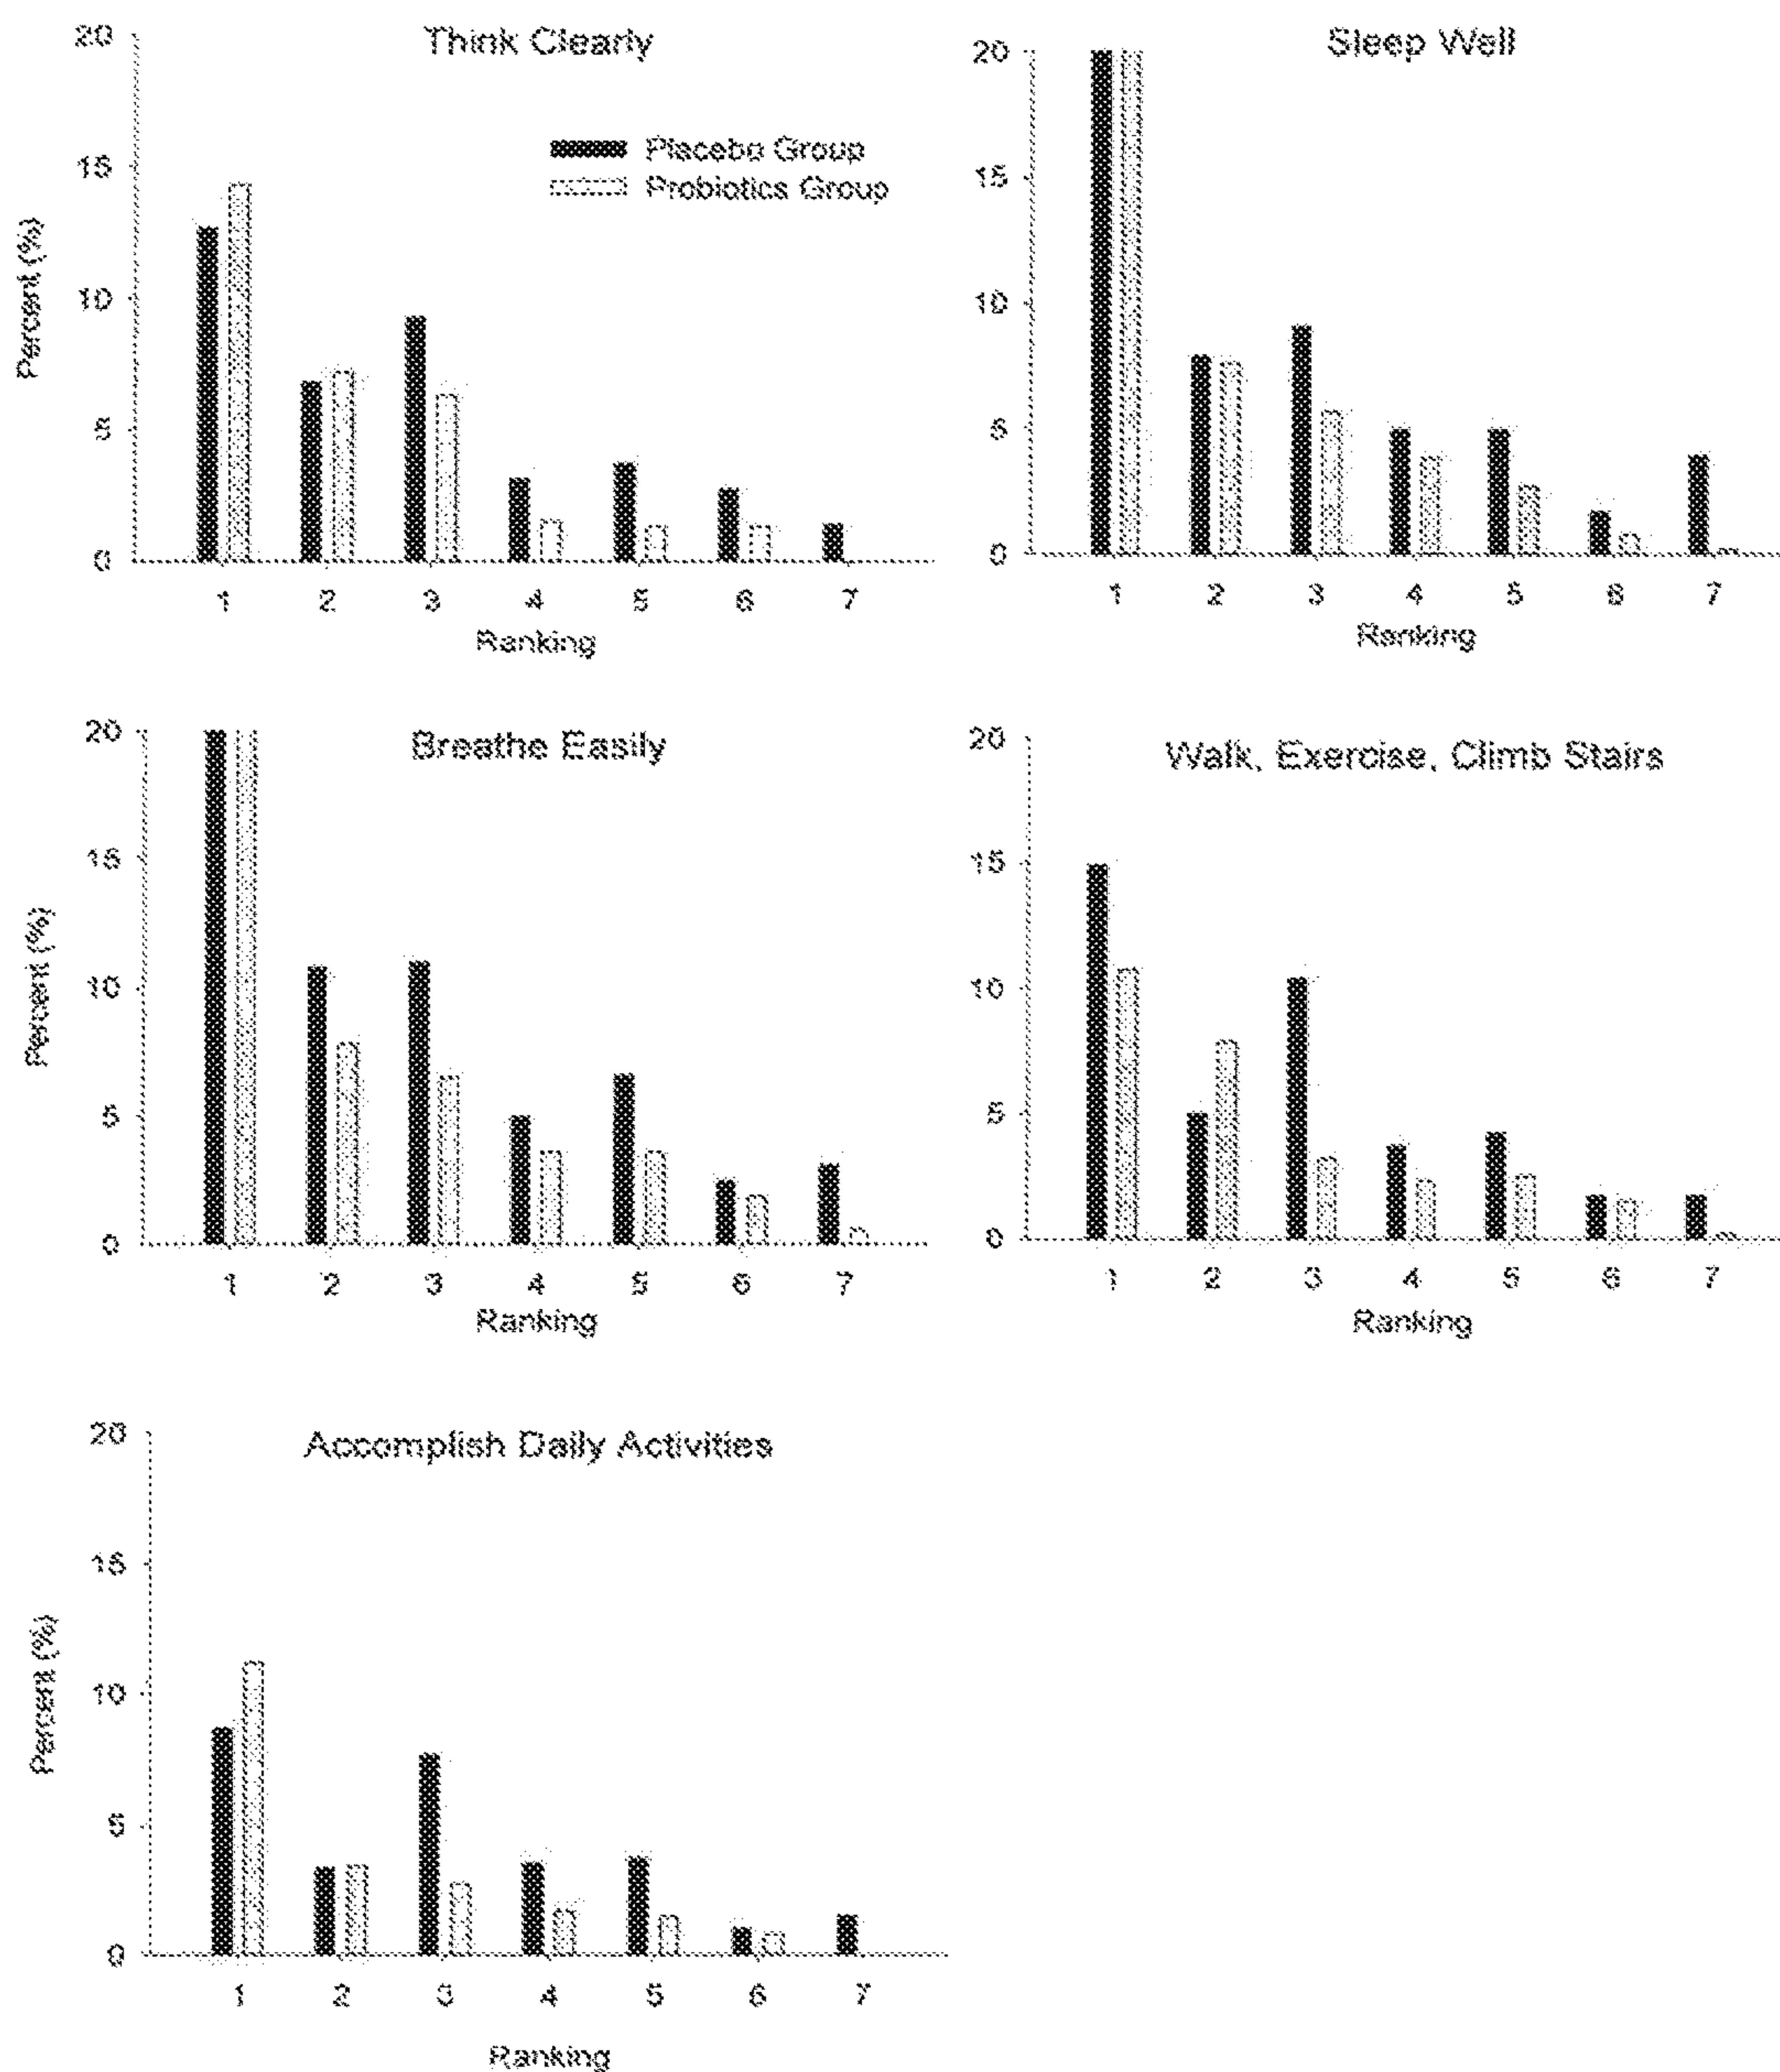 Think Clearly
20
15
10
5
0
Percent (%)
Placebo Group
Probiotics Group
1 2 3 4 5 6 7
Ranking
Sleep Well
20
15
10
5
0
1 2 3 4 5 6 7
Ranking
Breathe Easily
20
15
10
5
0
Percent (%)
1 2 3 4 5 6 7
Ranking
Walk, Exercise, Climb Stairs
20
15
10
5
0
1 2 3 4 5 6 7
Ranking
Accomplish Daily Activities
20
15
10
5
0
Percent (%)
1 2 3 4 5 6 7
Ranking